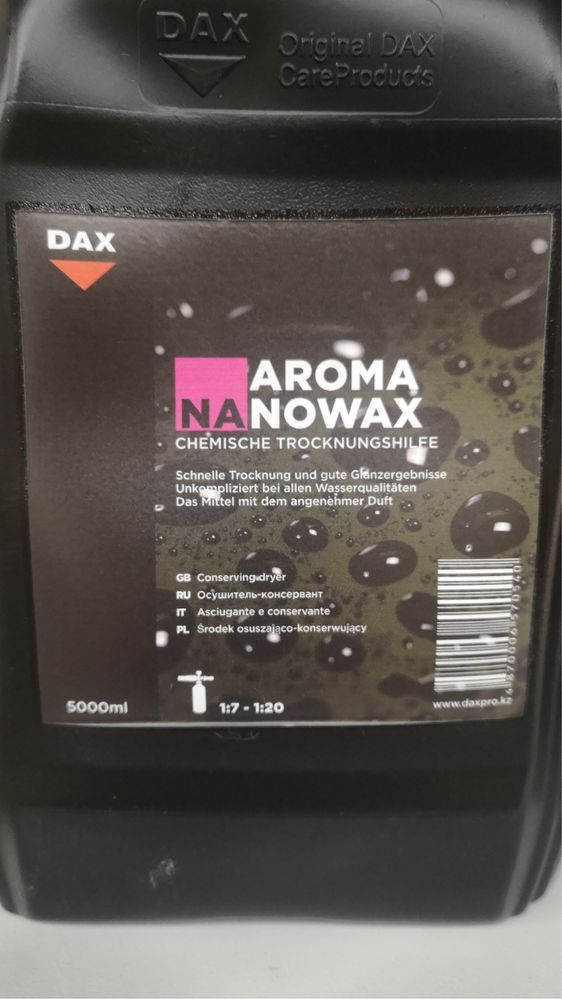 DAX
Original DAX
CareProducts
DAX
AROMA
NANOWAX
CHEMISCHE TROCKNUNGSHILFE
Schnelle Trocknung und gute Glanzergebnisse
Unkompliziert bei allen Wasserqualitäten
Das Mittel mit dem angenehmer Duft
GB Conserving dryer
RU Осушитель-консервант
IT Asciugante e conservante
PL Środek osuszająco-konserwujący
5000ml
1:7 - 1:20
www.daxpro.kz